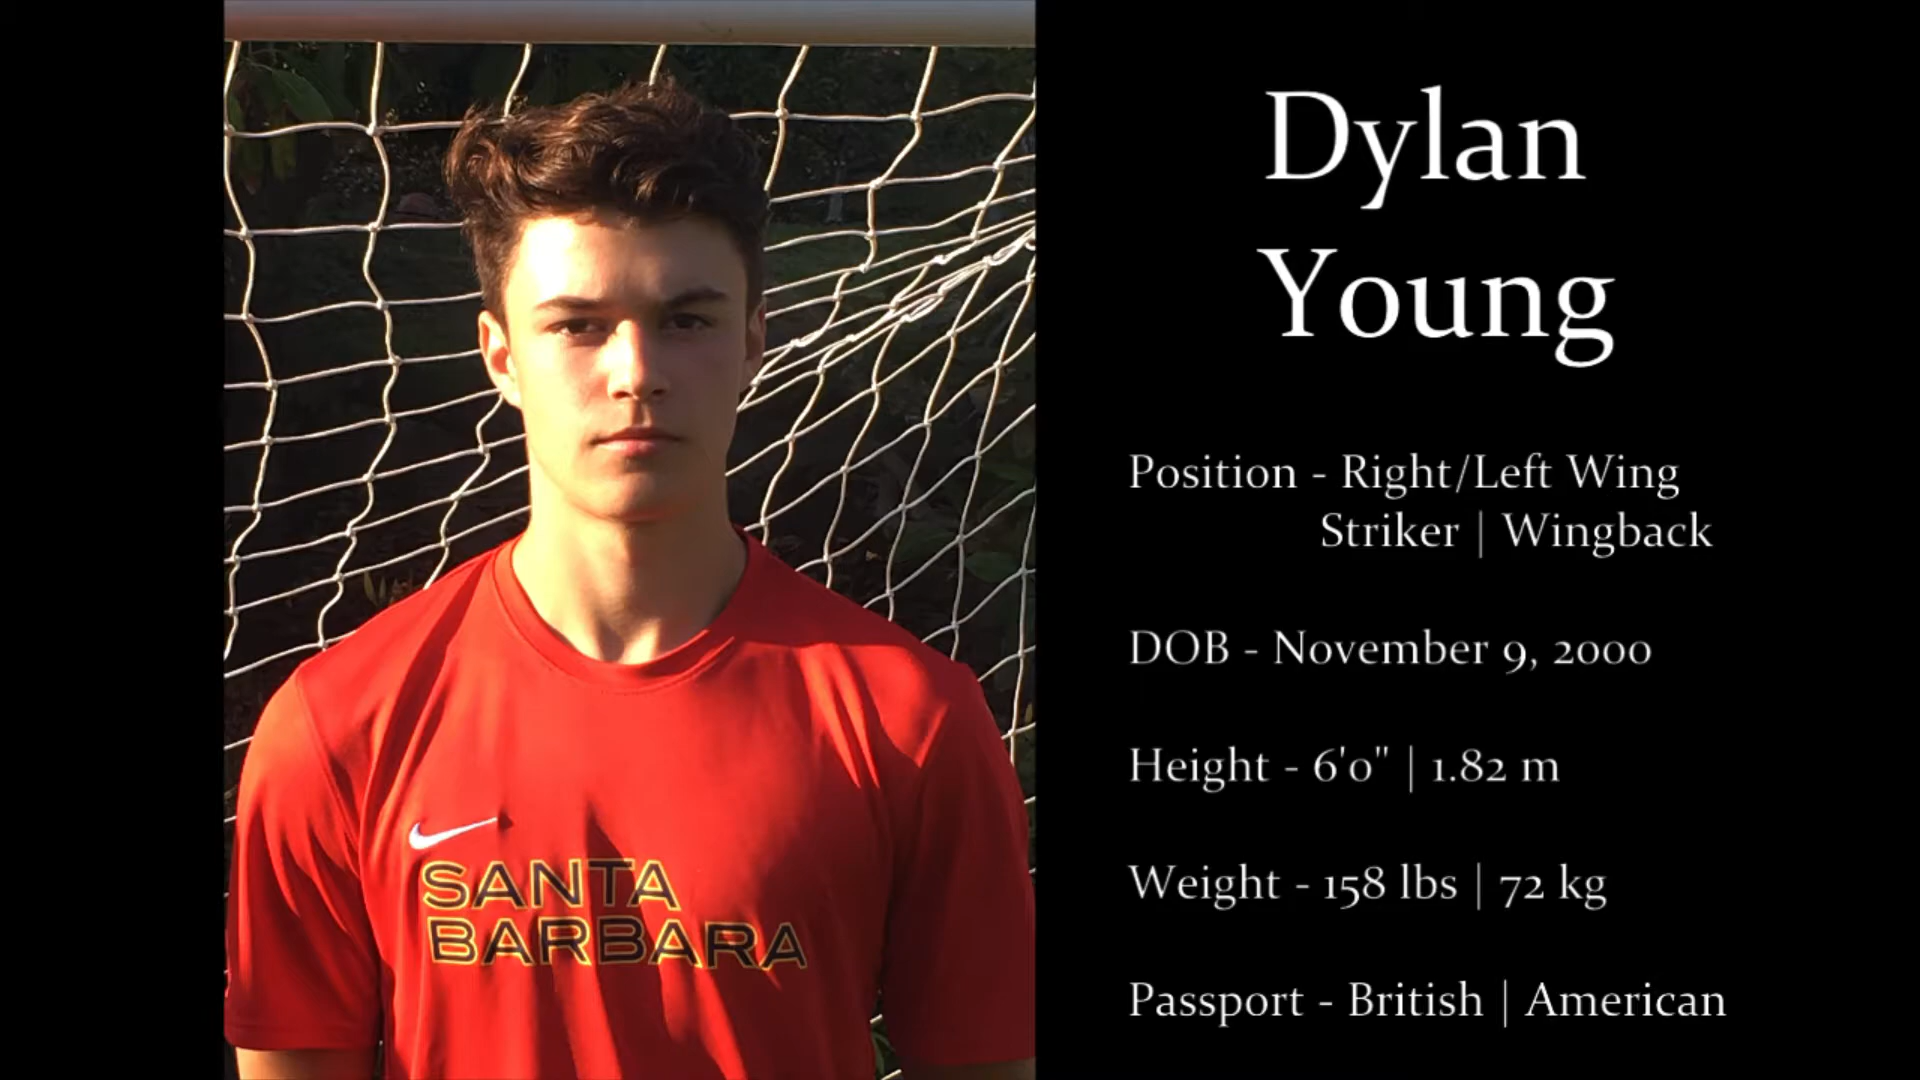 Dylan
Young
Position - Right/Left Wing
Striker | Wingback
DOB - November 9, 2000
Height - 6'0" | 1.82 m
Weight - 158 lbs | 72 kg
Passport - British | American
SANTA
BARBARA